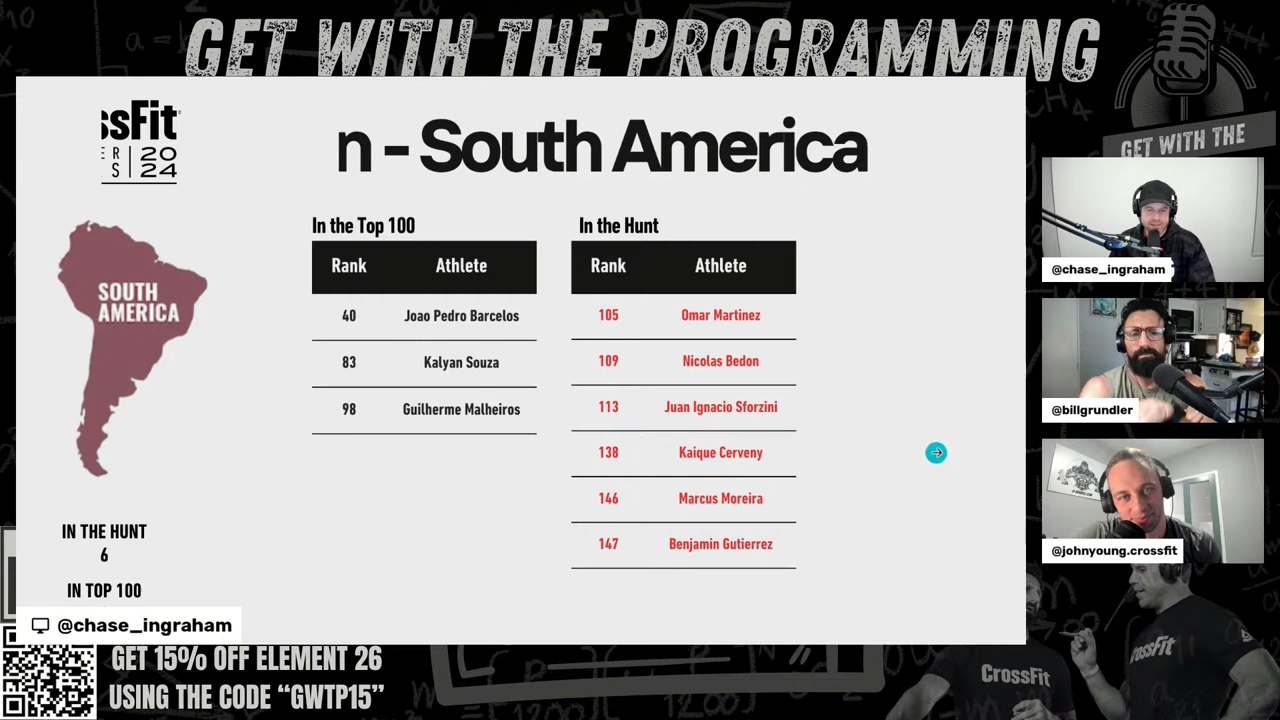 GET WITH THE PROGRAMMING
GET WITH THE
ssFit
E R | 20
S | 24
n - South America
SOUTH
AMERICA
In the Top 100
Rank Athlete
40 Joao Pedro Barcelos
83 Kalyan Souza
98 Guilherme Malheiros
In the Hunt
Rank Athlete
105 Omar Martinez
109 Nicolas Bedon
113 Juan Ignacio Sforzini
138 Kaique Cerveny
146 Marcus Moreira
147 Benjamin Gutierrez
IN THE HUNT
6
IN TOP 100
@chase_ingraham
@chase_ingraham
@billgrundler
@johnyoung.crossfit
GET 15% OFF ELEMENT 26
USING THE CODE “GWTP15”
CrossFit
CrossFit